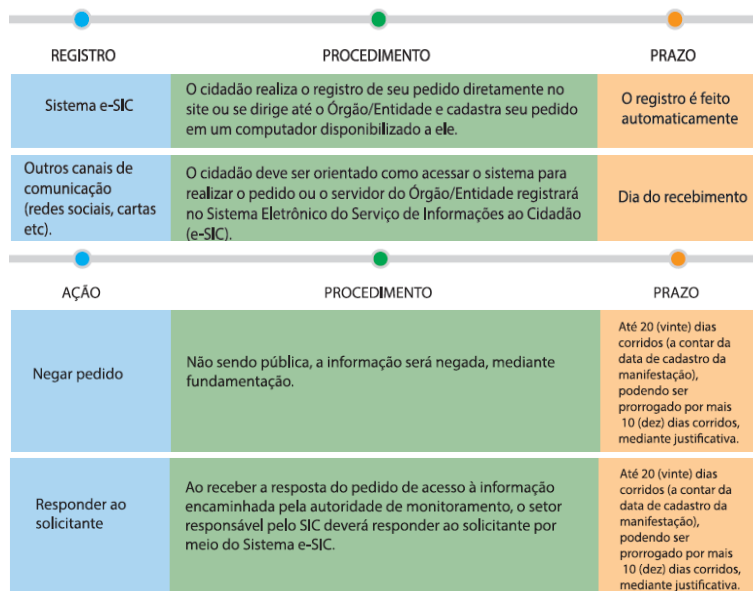 REGISTRO
PROCEDIMENTO
PRAZO
Sistema e-SIC
O cidadão realiza o registro de seu pedido diretamente no
site ou se dirige até o Órgão/Entidade e cadastra seu pedido
em um computador disponibilizado a ele.
O registro é feito
automaticamente
Outros canais de
comunicação
(redes sociais, cartas
etc).
O cidadão deve ser orientado como acessar o sistema para
realizar o pedido ou o servidor do Órgão/Entidade registrará
no Sistema Eletrônico do Serviço de Informações ao Cidadão
(e-SIC).
Dia do recebimento
AÇÃO
PROCEDIMENTO
PRAZO
Negar pedido
Não sendo pública, a informação será negada, mediante
fundamentação.
Até 20 (vinte) dias
corridos (a contar da
data de cadastro da
manifestação),
podendo ser
prorrogado por mais
10 (dez) dias corridos,
mediante justificativa.
Responder ao
solicitante
Ao receber a resposta do pedido de acesso à informação
encaminhada pela autoridade de monitoramento, o setor
responsável pelo SIC deverá responder ao solicitante por
meio do Sistema e-SIC.
Até 20 (vinte) dias
corridos (a contar da
data de cadastro da
manifestação),
podendo ser
prorrogado por mais
10 (dez) dias corridos,
mediante justificativa.